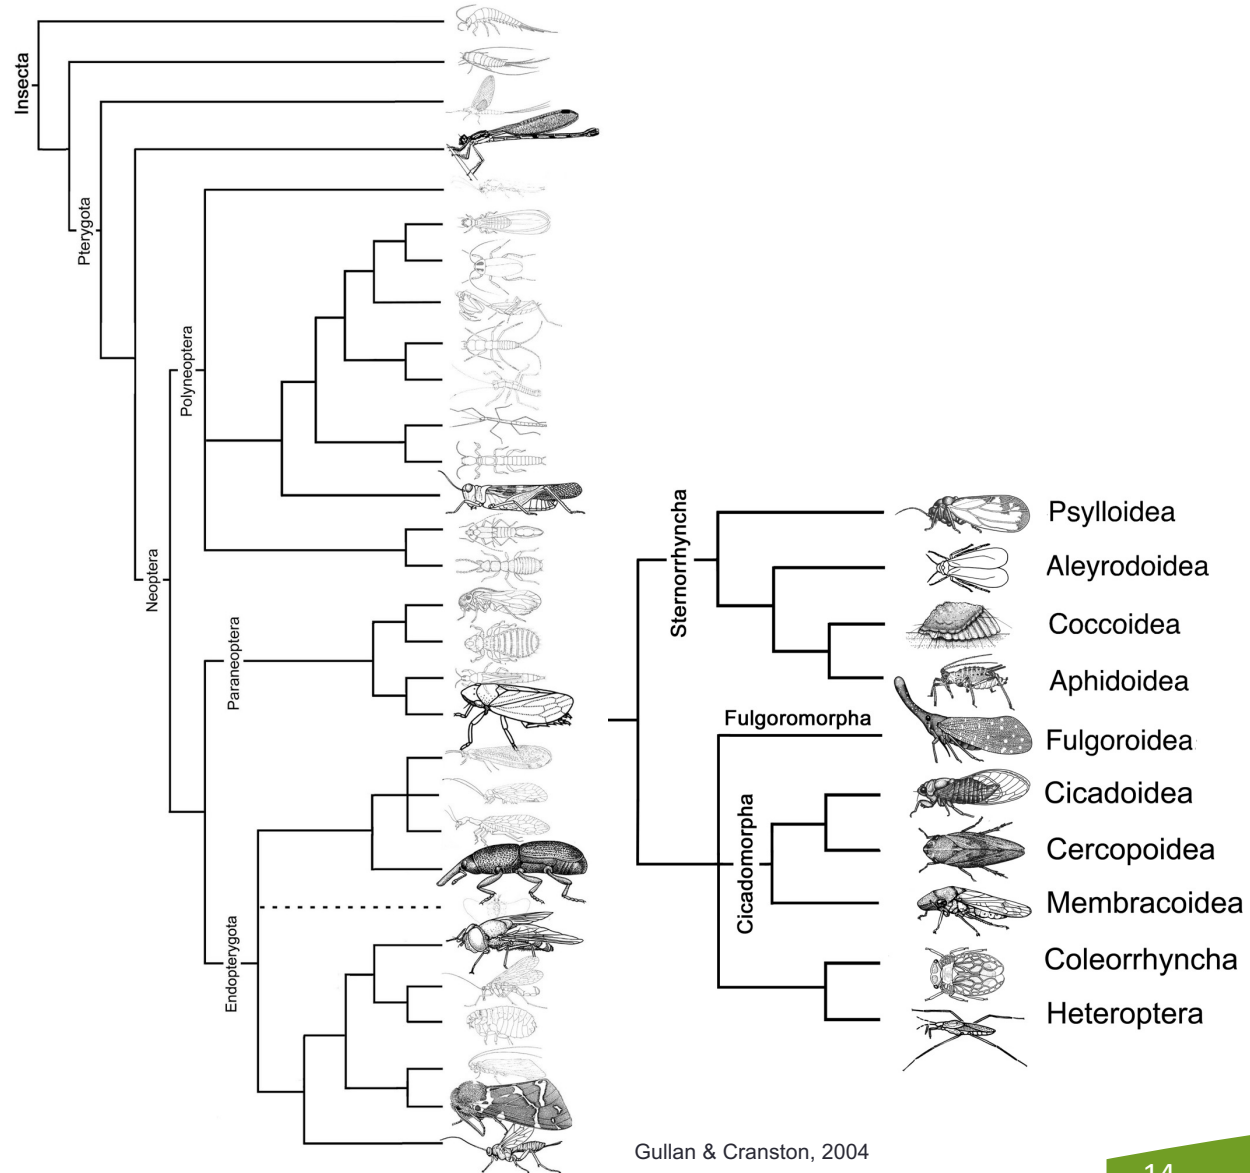 Insecta
Pterygota
Polyneoptera
Neoptera
Paraneoptera
Endopterygota
Sternorrhyncha
Psylloidea
Aleyrodoidea
Coccoidea
Aphidoidea
Fulgoromorpha
Fulgoroidea
Cicadomorpha
Cicadoidea
Cercopoidea
Membracoidea
Coleorrhyncha
Heteroptera
Gullan & Cranston, 2004
14